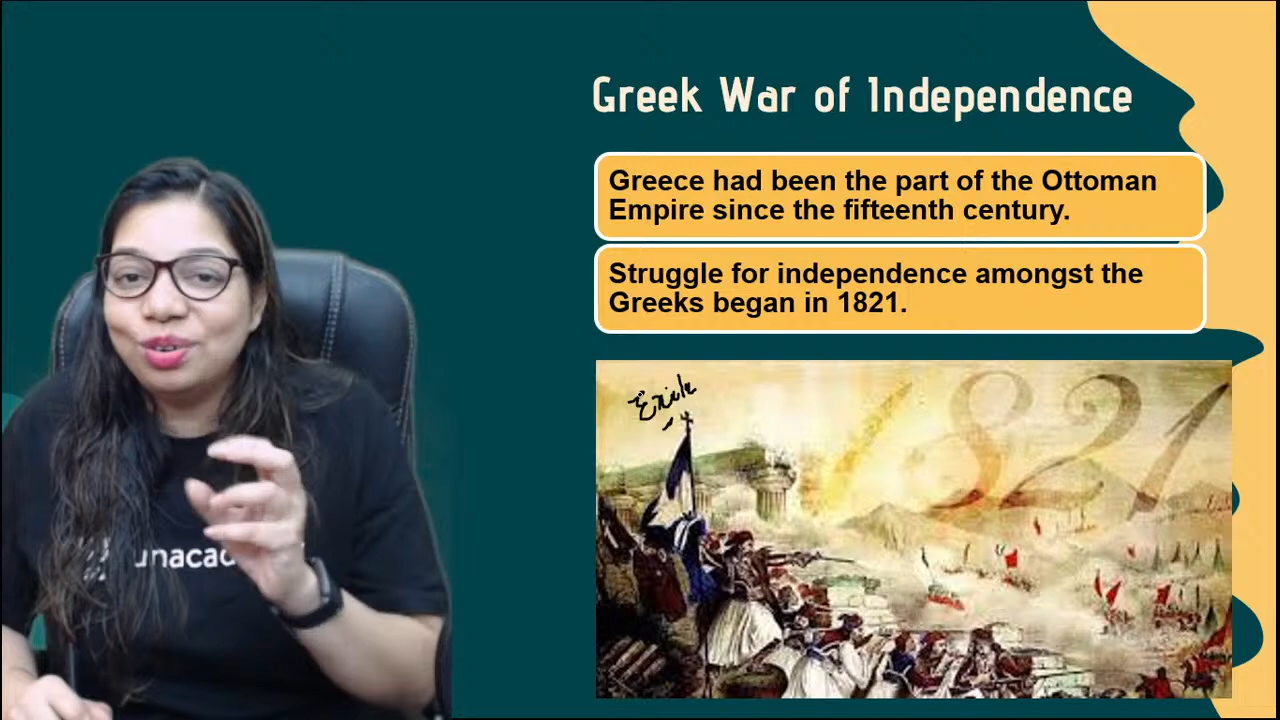 Greek War of Independence
Greece had been the part of the Ottoman
Empire since the fifteenth century.
Struggle for independence amongst the
Greeks began in 1821.
Exile
1821
unacad